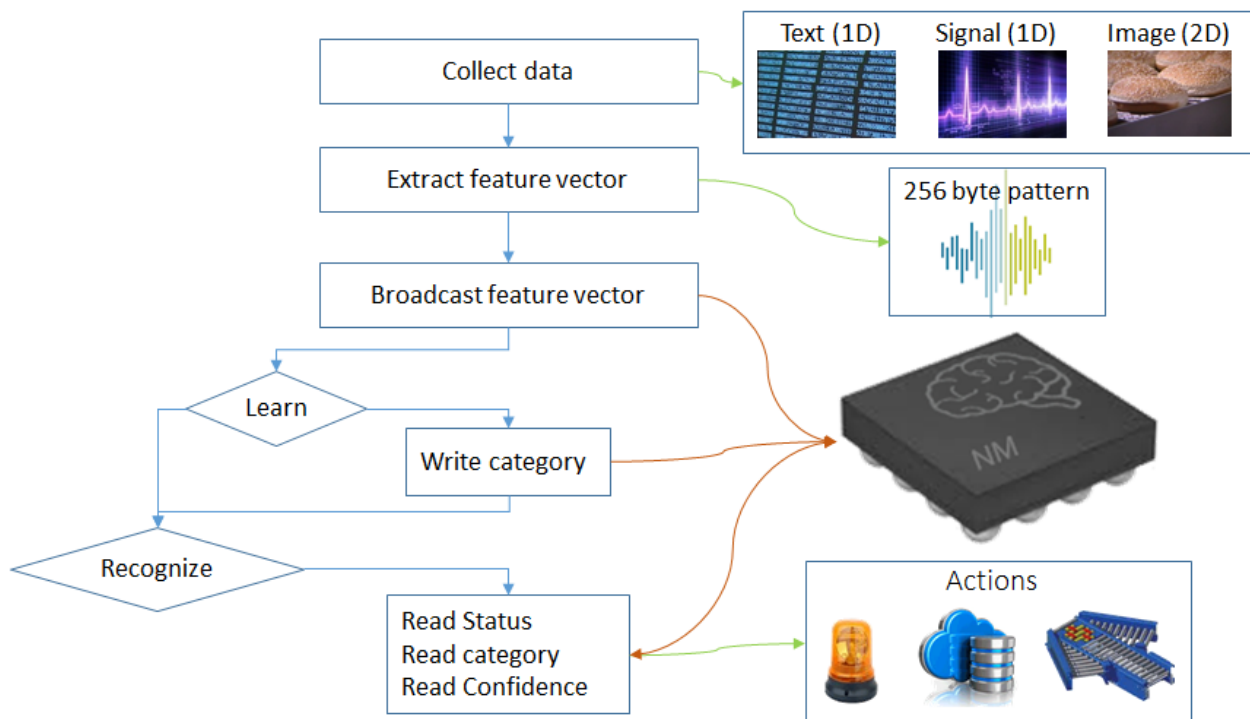 Text (1D)
Signal (1D)
Image (2D)
Collect data
Extract feature vector
256 byte pattern
Broadcast feature vector
Learn
Write category
NM
Recognize
Read Status
Read category
Read Confidence
Actions